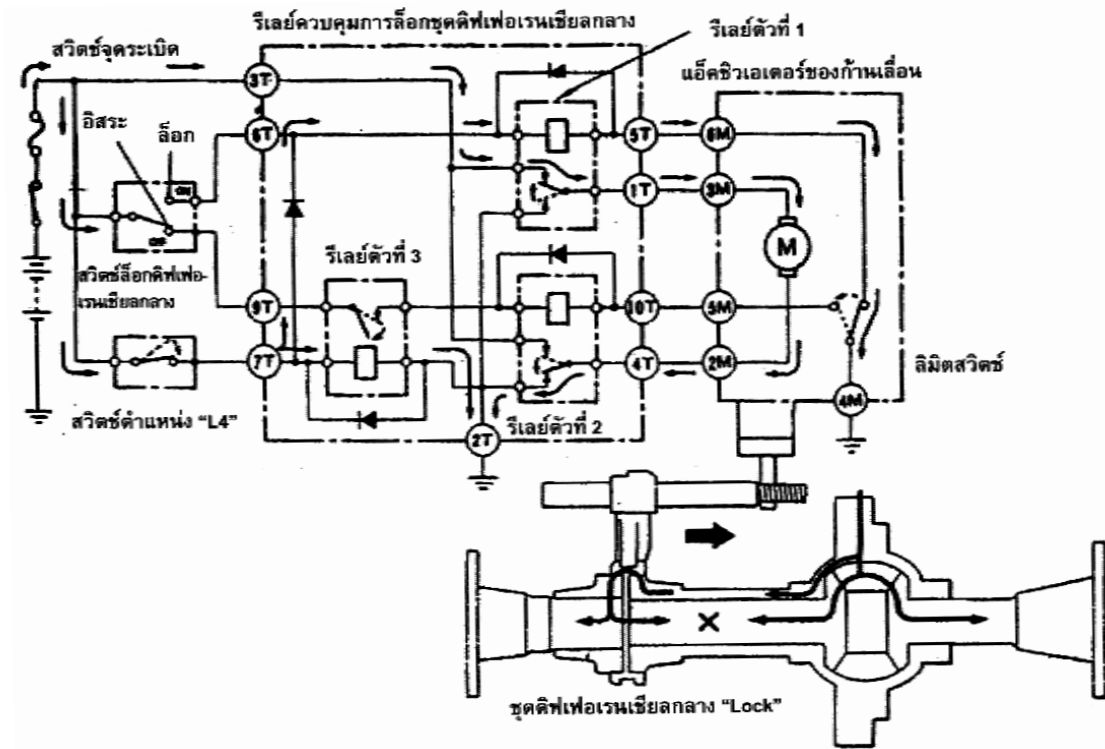 รีเลย์ควบคุมการล็อกชุดดิฟเฟอเรนเชียลกลาง
รีเลย์ตัวที่ 1
สวิตช์จุดระเบิด
แอ็คชิวเอเตอร์ของก้านเลื่อน
3T
อิสระ
ล็อก
6T
5T
6M
ON
1T
3M
OFF
M
สวิตช์ล็อกดิฟเฟอ-
เรนเชียลกลาง
รีเลย์ตัวที่ 3
9T
10T
5M
7T
4T
2M
ลิมิตสวิตช์
4M
สวิตช์ตำแหน่ง "L4"
รีเลย์ตัวที่ 2
2T
ชุดดิฟเฟอเรนเชียลกลาง "Lock"